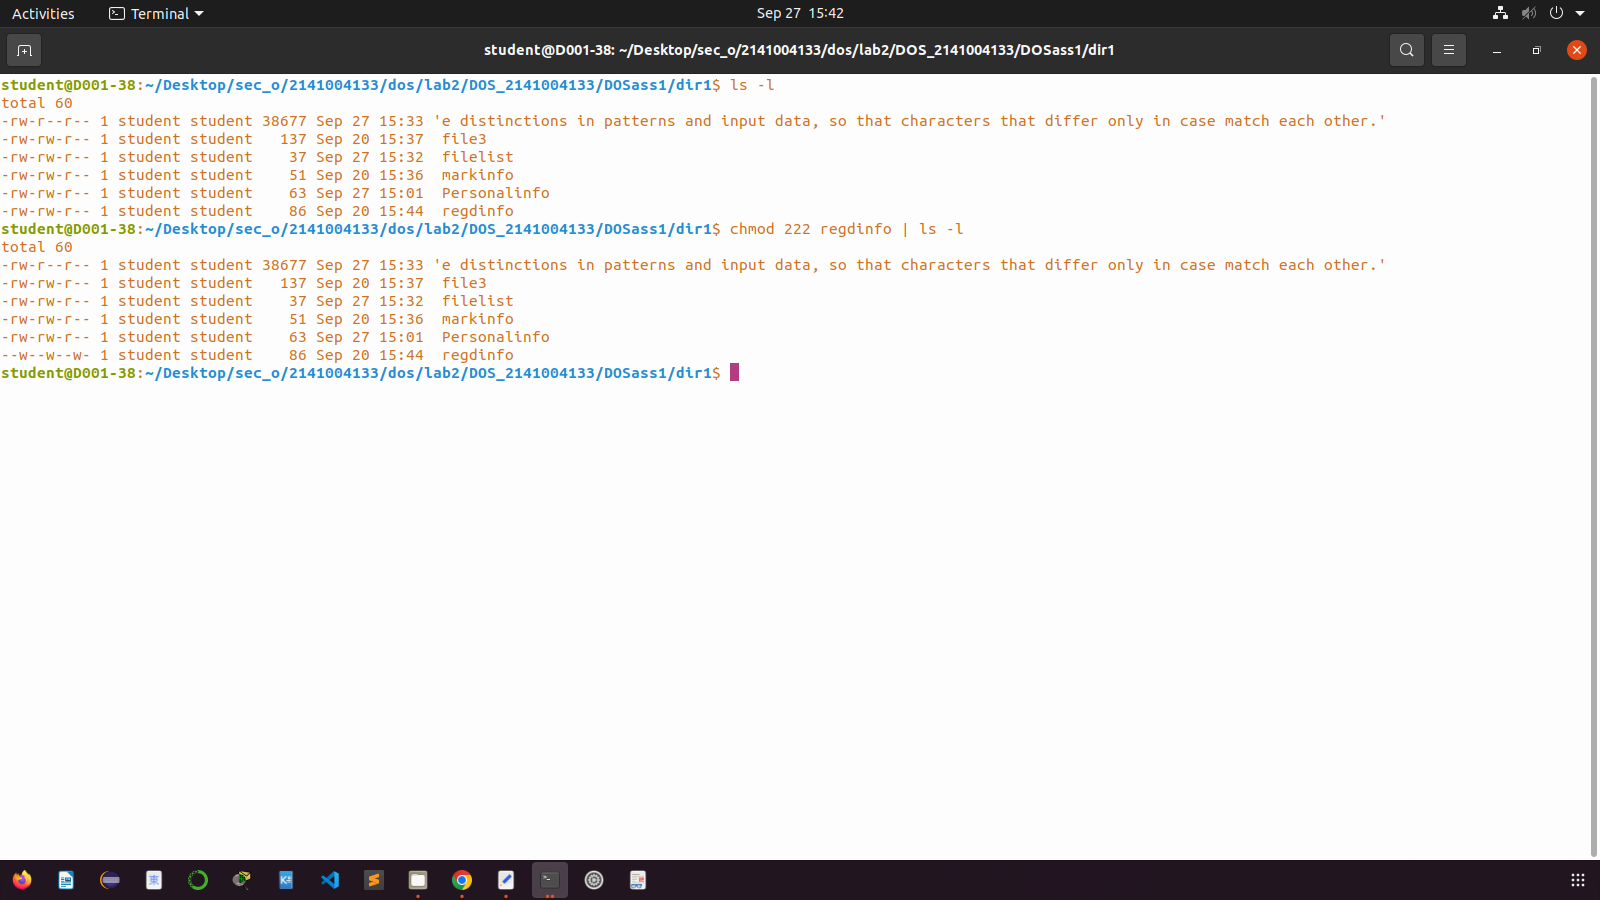 Activities Terminal Sep 27 15:42
student@D001-38: ~/Desktop/sec_o/2141004133/dos/lab2/DOS_2141004133/DOSass1/dir1
student@D001-38:~/Desktop/sec_o/2141004133/dos/lab2/DOS_2141004133/DOSass1/dir1$ ls -l
total 60
-rw-r--r-- 1 student student 38677 Sep 27 15:33 'e distinctions in patterns and input data, so that characters that differ only in case match each other.'
-rw-rw-r-- 1 student student   137 Sep 20 15:37  file3
-rw-rw-r-- 1 student student    37 Sep 27 15:32  filelist
-rw-rw-r-- 1 student student    51 Sep 20 15:36  markinfo
-rw-rw-r-- 1 student student    63 Sep 27 15:01  Personalinfo
-rw-rw-r-- 1 student student    86 Sep 20 15:44  regdinfo
student@D001-38:~/Desktop/sec_o/2141004133/dos/lab2/DOS_2141004133/DOSass1/dir1$ chmod 222 regdinfo | ls -l
total 60
-rw-r--r-- 1 student student 38677 Sep 27 15:33 'e distinctions in patterns and input data, so that characters that differ only in case match each other.'
-rw-rw-r-- 1 student student   137 Sep 20 15:37  file3
-rw-rw-r-- 1 student student    37 Sep 27 15:32  filelist
-rw-rw-r-- 1 student student    51 Sep 20 15:36  markinfo
-rw-rw-r-- 1 student student    63 Sep 27 15:01  Personalinfo
--w--w--w- 1 student student    86 Sep 20 15:44  regdinfo
student@D001-38:~/Desktop/sec_o/2141004133/dos/lab2/DOS_2141004133/DOSass1/dir1$